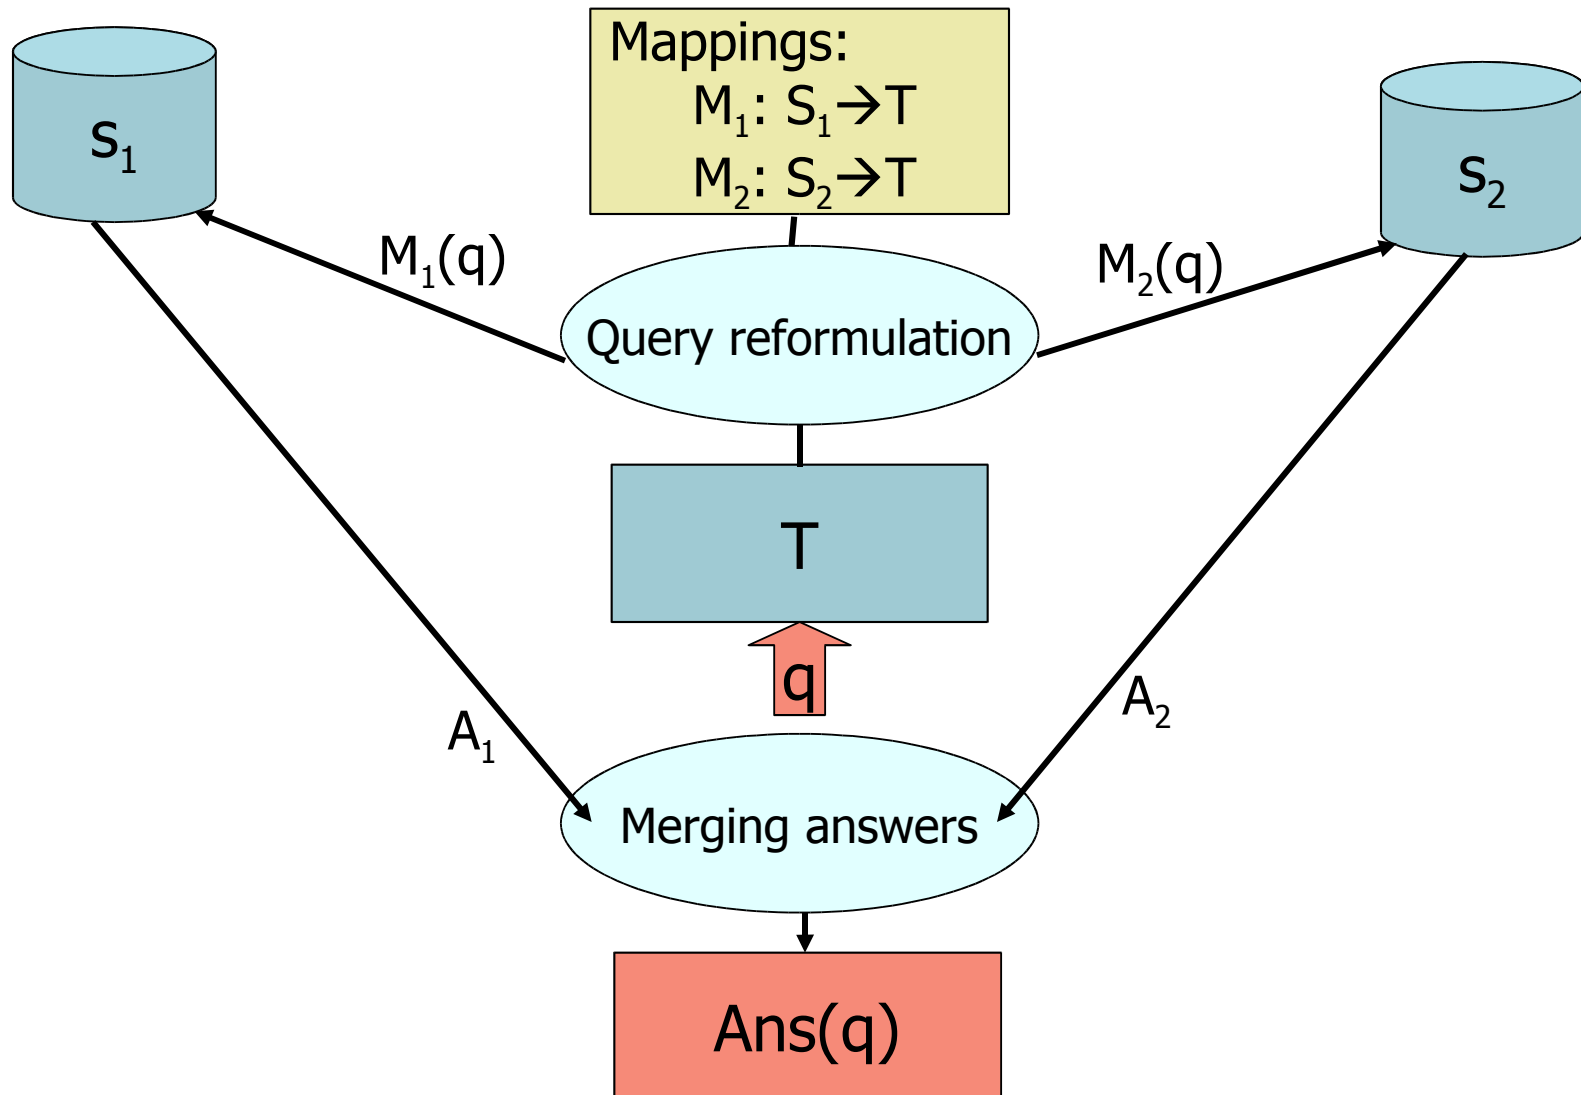 Mappings:
M₁: S₁→T
M₂: S₂→T
s₁
s₂
M₁(q)
M₂(q)
Query reformulation
T
q
A₁
A₂
Merging answers
Ans(q)